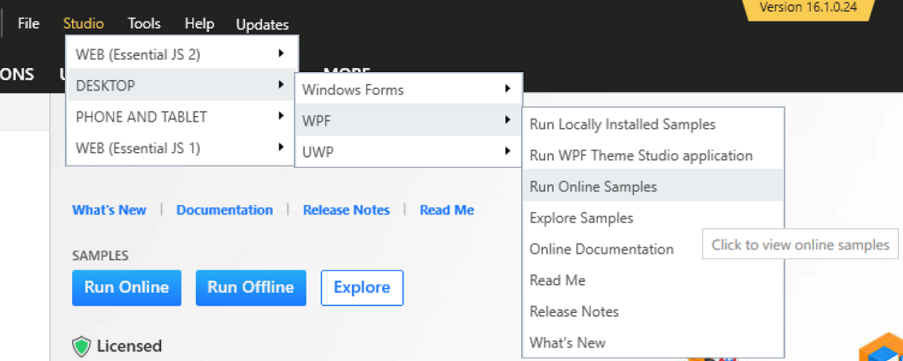 Version 16.1.0.24
File Studio Tools Help Updates
WEB (Essential JS 2)
DESKTOP
PHONE AND TABLET
WEB (Essential JS 1)
Windows Forms
WPF
UWP
Run Locally Installed Samples
Run WPF Theme Studio application
Run Online Samples
Explore Samples
Online Documentation
Read Me
Release Notes
What's New
Click to view online samples
What's New | Documentation | Release Notes | Read Me
SAMPLES
Run Online Run Offline Explore
Licensed